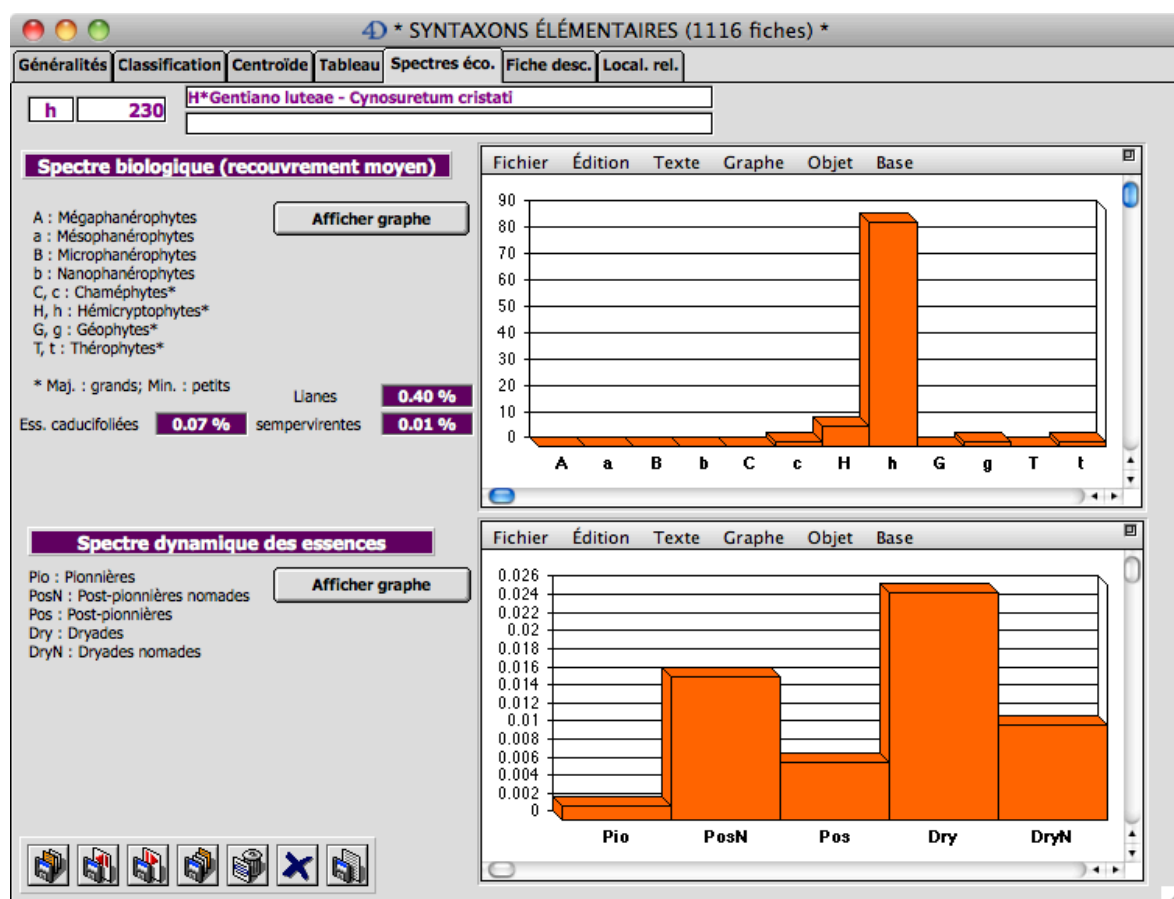 * SYNTAXONS ÉLÉMENTAIRES (1116 fiches) *
Généralités Classification Centroïde Tableau Spectres éco. Fiche desc. Local. rel.
h 230 H*Gentiano luteae - Cynosuretum cristati
Spectre biologique (recouvrement moyen)
A : Mégaphanérophytes
a : Mésophanérophytes
B : Microphanérophytes
b : Nanophanérophytes
C, c : Chaméphytes*
H, h : Hémicryptophytes*
G, g : Géophytes*
T, t : Thérophytes*
Afficher graphe
* Maj. : grands; Min. : petits
Lianes 0.40 %
Ess. caducifoliées 0.07 % sempervirentes 0.01 %
Fichier Édition Texte Graphe Objet Base
90
80
70
60
50
40
30
20
10
0
A a B b C c H h G g T t
Spectre dynamique des essences
Pio : Pionnières
PosN : Post-pionnières nomades
Pos : Post-pionnières
Dry : Dryades
DryN : Dryades nomades
Afficher graphe
Fichier Édition Texte Graphe Objet Base
0.026
0.024
0.022
0.02
0.018
0.016
0.014
0.012
0.01
0.008
0.006
0.004
0.002
0
Pio PosN Pos Dry DryN